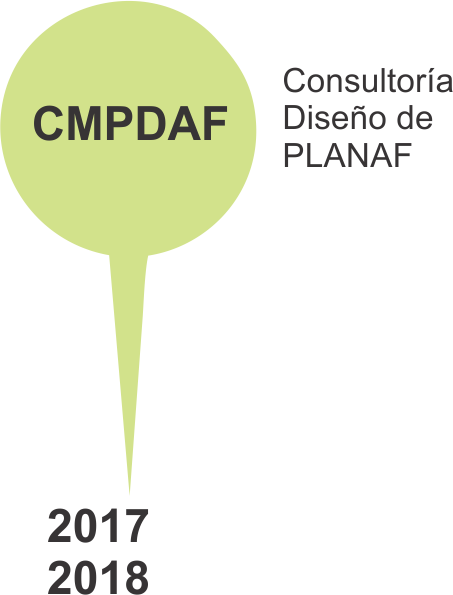 CMPDAF
Consultoría
Diseño de
PLANAF
2017
2018